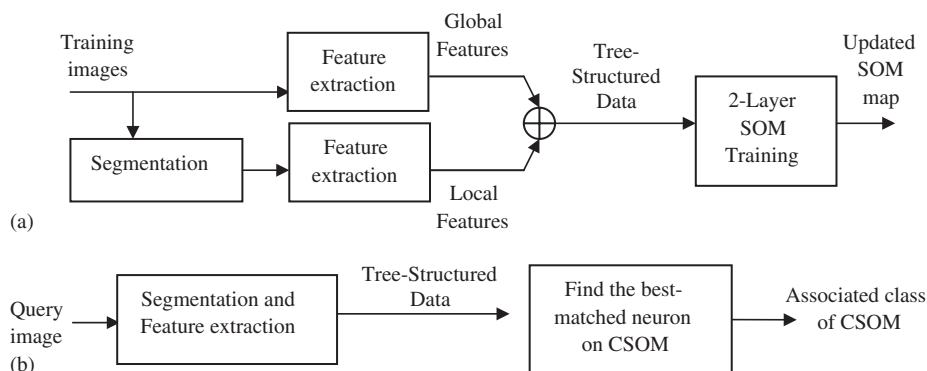 Training
images
Segmentation
Feature
extraction
Feature
extraction
Global
Features
Local
Features
Tree-
Structured
Data
2-Layer
SOM
Training
Updated
SOM
map
(a)
Query
image
Segmentation and
Feature extraction
Tree-Structured
Data
Find the best-
matched neuron
on CSOM
Associated class
of CSOM
(b)